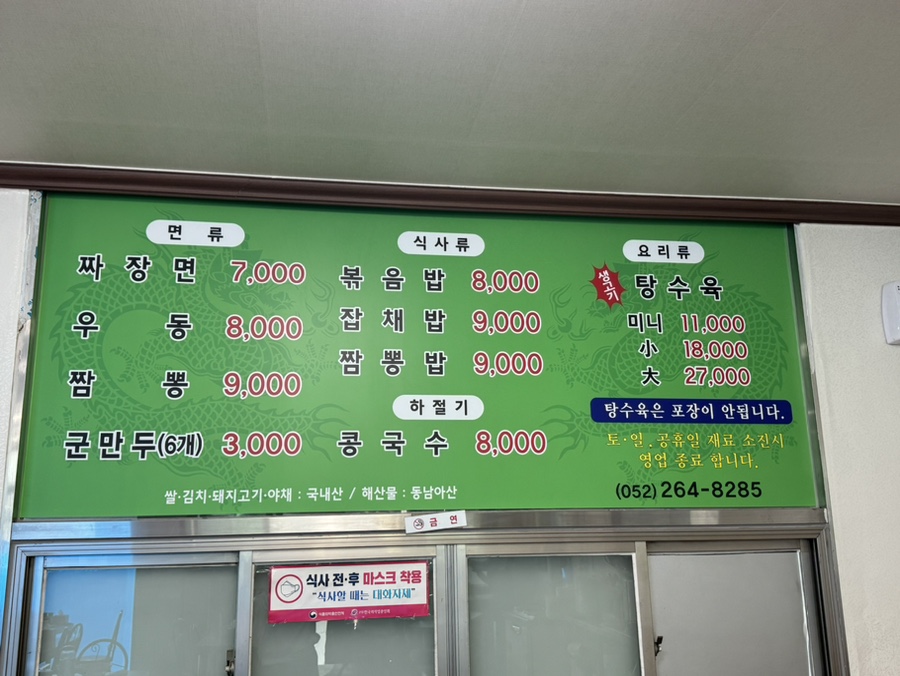 면 류
짜장면 7,000
우동 8,000
짬뽕 9,000
군만두(6개) 3,000
식사류
볶음밥 8,000
잡채밥 9,000
짬뽕밥 9,000
하절기
콩국수 8,000
요리류
생고기
탕수육
미니 11,000
小 18,000
大 27,000
탕수육은 포장이 안됩니다.
토·일.공휴일 재료 소진시
영업 종료 합니다.
쌀·김치·돼지고기·야채 : 국내산 / 해산물 : 동남아산
(052) 264-8285
금연
식사 전·후 마스크 착용
"식사할 때는 대화자제"